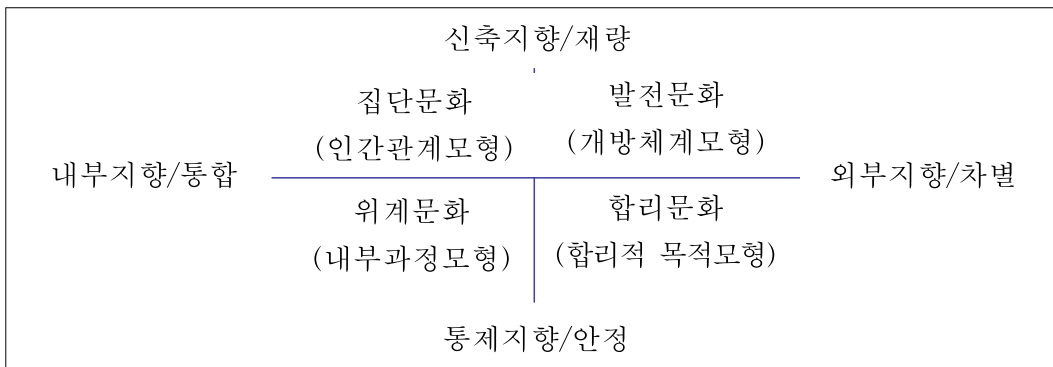 신축지향/재량
집단문화 발전문화
(인간관계모형) (개방체계모형)
내부지향/통합 외부지향/차별
위계문화 합리문화
(내부과정모형) (합리적 목적모형)
통제지향/안정